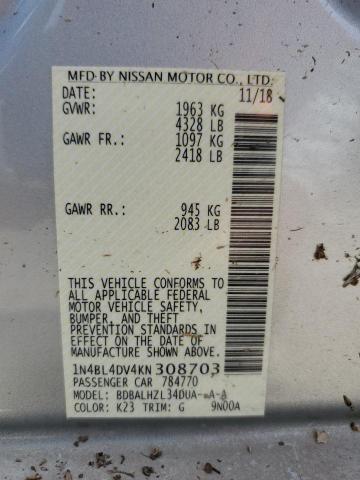 MFD BY NISSAN MOTOR CO., LTD.
DATE: 11/18
GVWR: 1963 KG
4328 LB
GAWR FR: 1097 KG
2418 LB
GAWR RR.: 945 KG
2083 LB
THIS VEHICLE CONFORMS TO
ALL APPLICABLE FEDERAL
MOTOR VEHICLE SAFETY,
BUMPER, AND THEFT
PREVENTION STANDARDS
IN EFFECT ON THE DATE OF
MANUFACTURE SHOWN ABOVE.
1N4BL4DV4KN308703
PASSENGER CAR 784770
MODEL: BDBALHZL34DUA- A-A
COLOR: K23 TRIM: G 9N00A